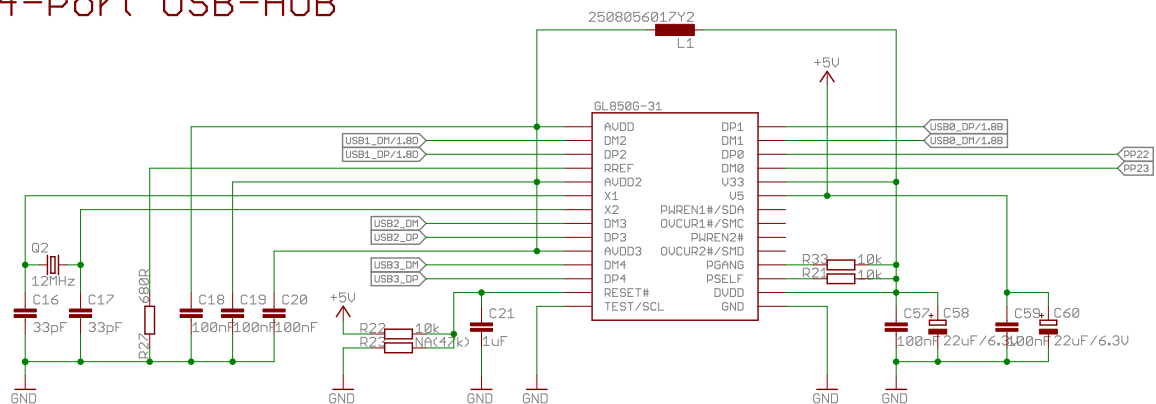 4-Port USB-HUB
2508056017Y2
L1
+5V
GL850G-31
AVDD
DM2
DP2
RREF
AVDD2
X1
X2
DM3
DP3
AVDD3
DM4
DP4
RESET#
TEST/SCL
DP1
DM1
DP0
DM0
V33
V5
PWREN1#/SDA
OVCUR1#/SMC
PWREN2#
OVCUR2#/SMD
PGANG
PSELF
DVDD
GND
USB1_DM/1.8D
USB1_DP/1.8D
USB2_DM
USB2_DP
USB3_DM
USB3_DP
USB0_DP/1.8B
USB0_DM/1.8B
PP22
PP23
Q2
12MHz
C16
33pF
C17
33pF
680R
R27
C18
100nF
C19
100nF
C20
100nF
+5V
R22
10k
R23
NA(47k)
C21
1uF
R33
10k
R21
10k
C57
100nF
C58
22uF/6.3V
C59
100nF
C60
22uF/6.3V
GND
GND
GND
GND
GND
GND